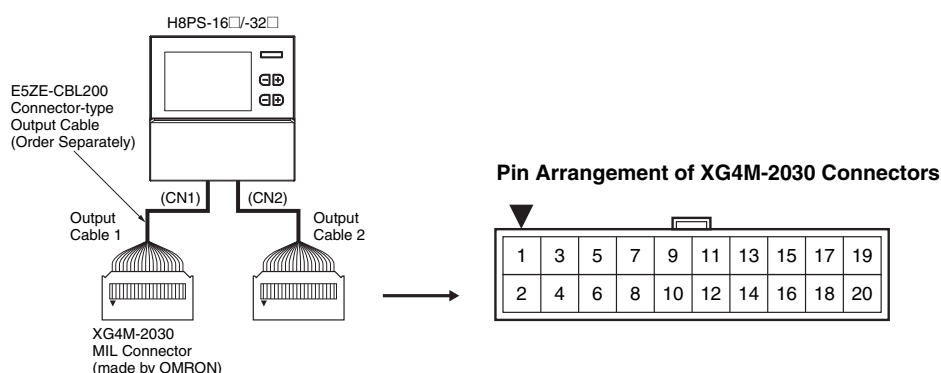 H8PS-16□/-32□
E5ZE-CBL200
Connector-type
Output Cable
(Order Separately)
(CN1)
(CN2)
Output
Cable 1
Output
Cable 2
XG4M-2030
MIL Connector
(made by OMRON)
Pin Arrangement of XG4M-2030 Connectors
1 3 5 7 9 11 13 15 17 19
2 4 6 8 10 12 14 16 18 20